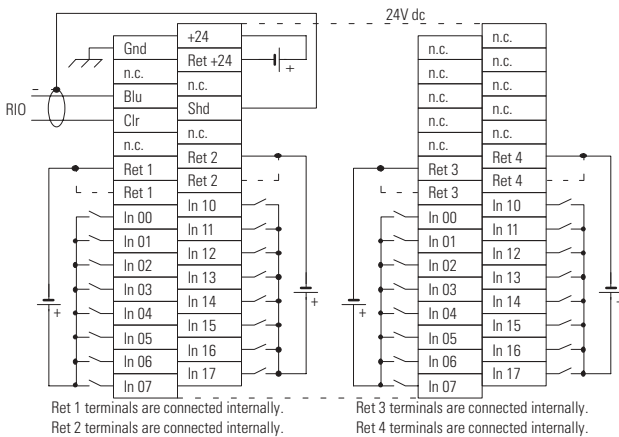 24V dc
Gnd
n.c.
Blu
Clr
n.c.
Ret 1
Ret 1
In 00
In 01
In 02
In 03
In 04
In 05
In 06
In 07
+24
Ret +24
n.c.
Shd
n.c.
Ret 2
Ret 2
In 10
In 11
In 12
In 13
In 14
In 15
In 16
In 17
RIO
–
+
+
+
n.c.
n.c.
n.c.
n.c.
n.c.
Ret 3
Ret 3
In 00
In 01
In 02
In 03
In 04
In 05
In 06
In 07
n.c.
n.c.
n.c.
n.c.
n.c.
Ret 4
Ret 4
In 10
In 11
In 12
In 13
In 14
In 15
In 16
In 17
+
Ret 1 terminals are connected internally.
Ret 2 terminals are connected internally.
Ret 3 terminals are connected internally.
Ret 4 terminals are connected internally.